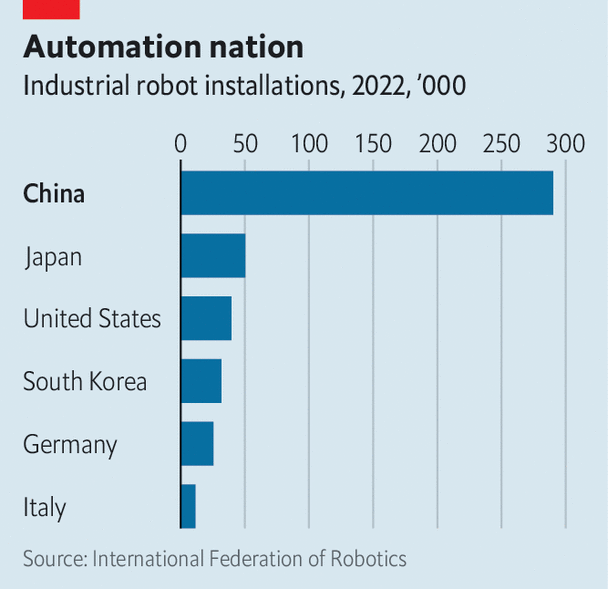 Automation nation
Industrial robot installations, 2022, ’000
0 50 100 150 200 250 300
China
Japan
United States
South Korea
Germany
Italy
Source: International Federation of Robotics